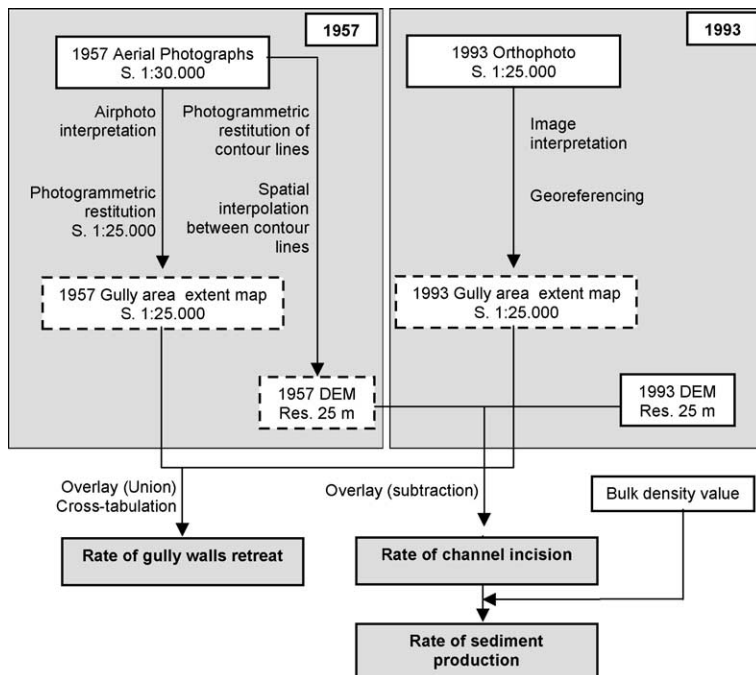 1957
1957 Aerial Photographs
S. 1:30.000
Airphoto
interpretation
Photogrammetric
restitution of
contour lines
Photogrammetric
restitution
S. 1:25.000
Spatial
interpolation
between contour
lines
1957 Gully area extent map
S. 1:25.000
1957 DEM
Res. 25 m
1993
1993 Orthophoto
S. 1:25.000
Image
interpretation
Georeferencing
1993 Gully area extent map
S. 1:25.000
1993 DEM
Res. 25 m
Overlay (Union)
Cross-tabulation
Overlay (subtraction)
Bulk density value
Rate of gully walls retreat
Rate of channel incision
Rate of sediment
production